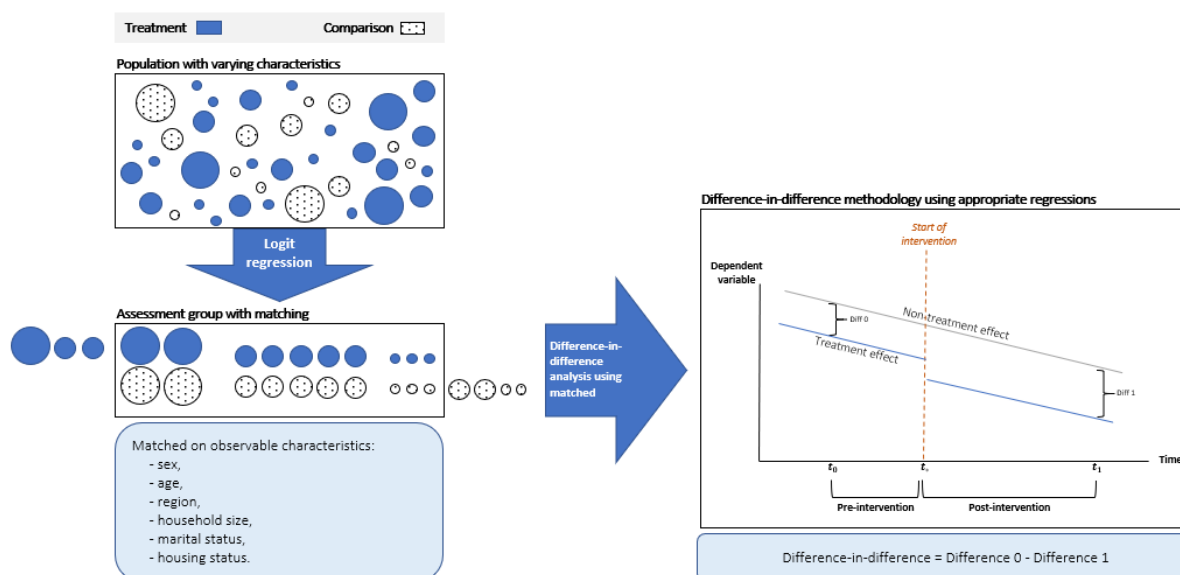 Treatment
Comparison
Population with varying characteristics
Logit
regression
Assessment group with matching
Matched on observable characteristics:
- sex,
- age,
- region,
- household size,
- marital status,
- housing status.
Difference-in-
difference
analysis using
matched
Difference-in-difference methodology using appropriate regressions
Start of
intervention
Dependent
variable
Diff 0
Non-treatment effect
Treatment effect
Diff 1
Time
t₀
t*
t₁
Pre-intervention
Post-intervention
Difference-in-difference = Difference 0 - Difference 1